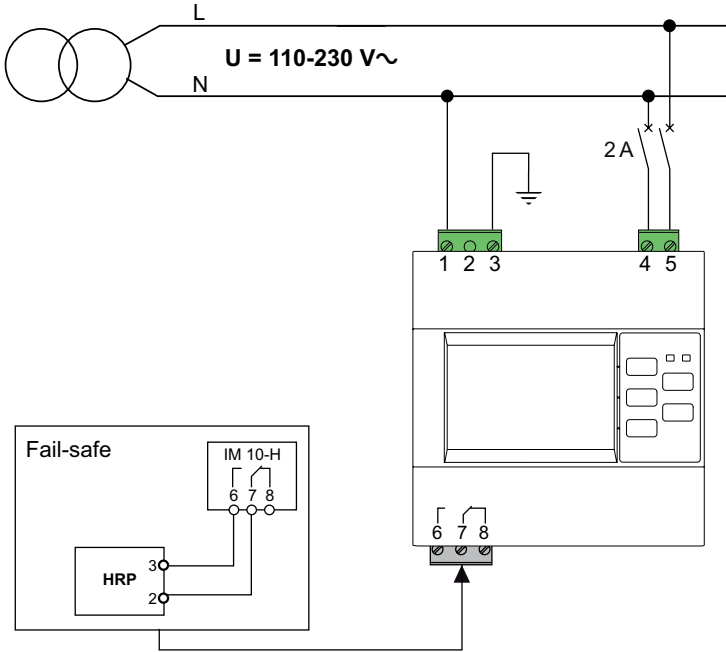 L
U = 110-230 V~
N
2 A
1 2 3
4 5
Fail-safe
IM 10-H
6 7 8
6 7 8
3
HRP
2